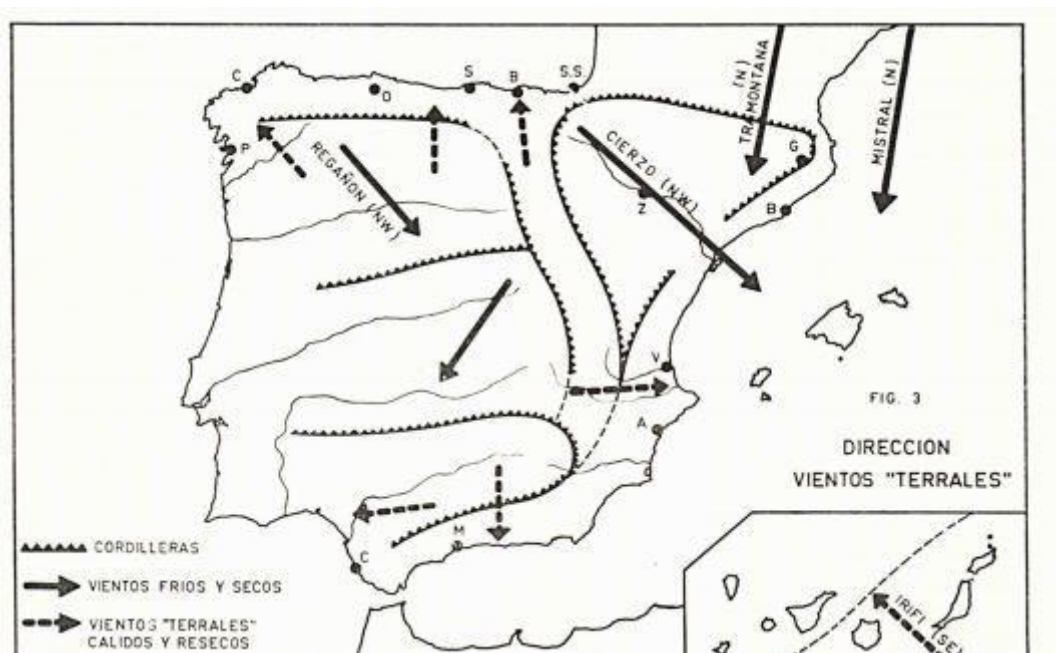 C
O
S
B
S.S.
P
REGAÑON (NW)
CIERZO (NW)
TRAMONTANA
(N)
MISTRAL (N)
G
Z
B
V
A
FIG. 3
DIRECCION
VIENTOS "TERRALES"
M
C
CORDILLERAS
VIENTOS FRIOS Y SECOS
VIENTOS "TERRALES"
CALIDOS Y RESECOS
IRIFI (SE)